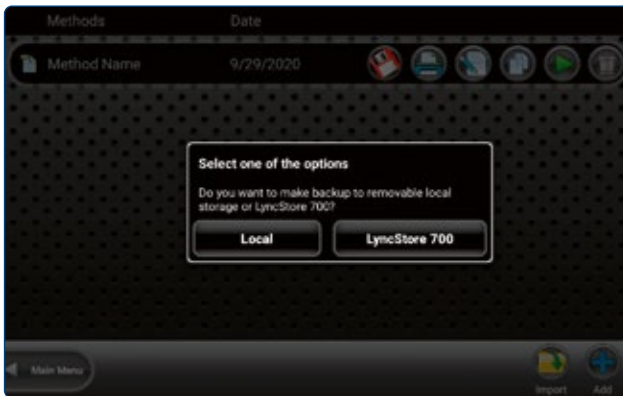 Methods Date
Method Name 9/29/2020
Select one of the options
Do you want to make backup to removable local
storage or LyncStore 700?
Local LyncStore 700
Main Menu
Import Add